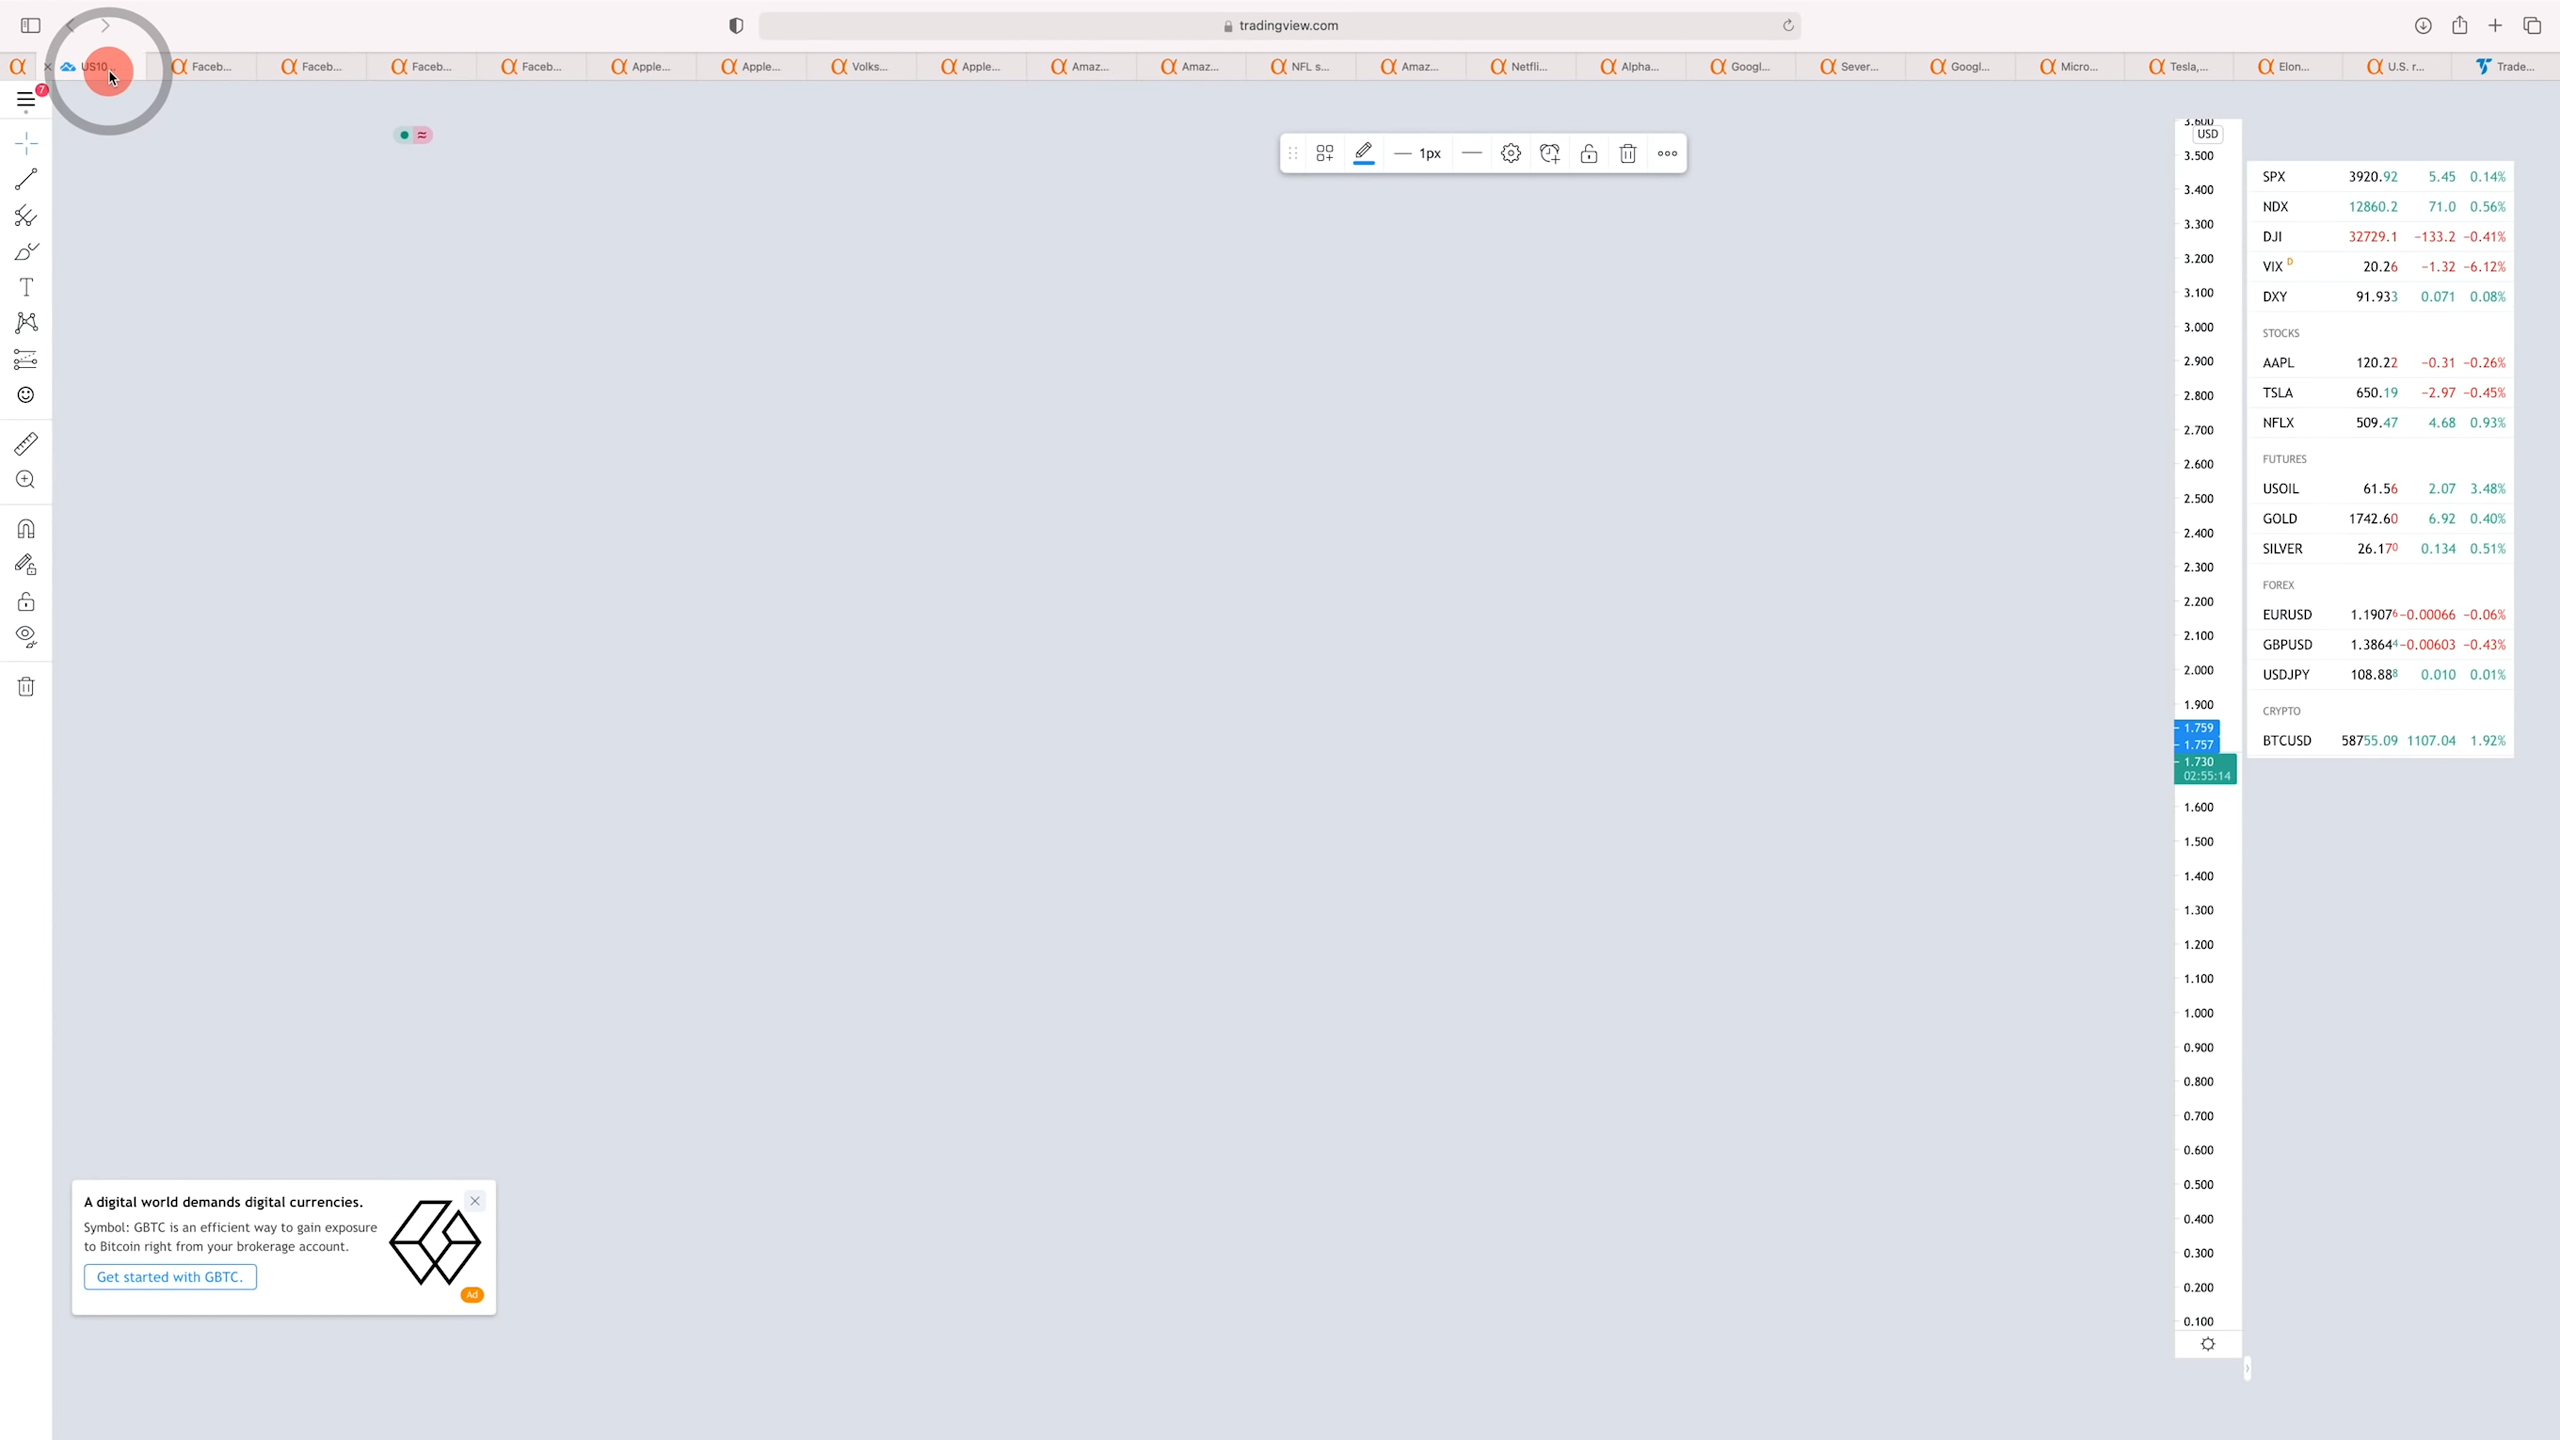 tradingview.com
US10...
Faceb...
Faceb...
Faceb...
Faceb...
Apple...
Apple...
Volks...
Apple...
Amaz...
Amaz...
NFL s...
Amaz...
Netfli...
Alpha...
Googl...
Sever...
Googl...
Micro...
Tesla,...
Elon...
U.S. r...
Trade...
7
1px
3.600
USD
3.500
3.400
3.300
3.200
3.100
3.000
2.900
2.800
2.700
2.600
2.500
2.400
2.300
2.200
2.100
2.000
1.900
1.759
1.757
1.730
02:55:14
1.600
1.500
1.400
1.300
1.200
1.100
1.000
0.900
0.800
0.700
0.600
0.500
0.400
0.300
0.200
0.100
SPX 3920.92 5.45 0.14%
NDX 12860.2 71.0 0.56%
DJI 32729.1 −133.2 −0.41%
VIX D 20.26 −1.32 −6.12%
DXY 91.933 0.071 0.08%
STOCKS
AAPL 120.22 −0.31 −0.26%
TSLA 650.19 −2.97 −0.45%
NFLX 509.47 4.68 0.93%
FUTURES
USOIL 61.56 2.07 3.48%
GOLD 1742.60 6.92 0.40%
SILVER 26.170 0.134 0.51%
FOREX
EURUSD 1.19076 −0.00066 −0.06%
GBPUSD 1.38644 −0.00603 −0.43%
USDJPY 108.888 0.010 0.01%
CRYPTO
BTCUSD 58755.09 1107.04 1.92%
A digital world demands digital currencies.
Symbol: GBTC is an efficient way to gain exposure
to Bitcoin right from your brokerage account.
Get started with GBTC.
Ad